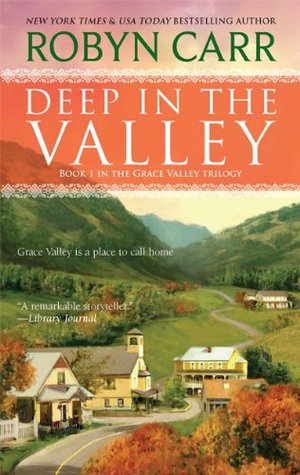 NEW YORK TIMES & USA TODAY BESTSELLING AUTHOR
ROBYN CARR
DEEP IN THE
VALLEY
BOOK 1 IN THE GRACE VALLEY TRILOGY
Grace Valley is a place to call home
“A remarkable storyteller.”
—Library Journal